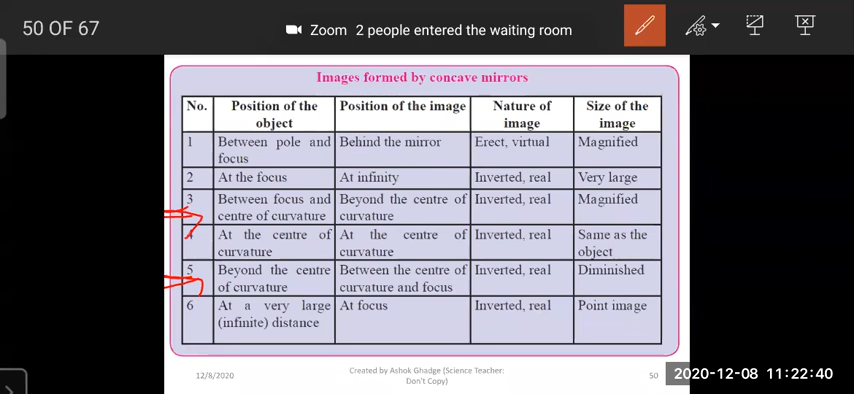 50 OF 67
Zoom 2 people entered the waiting room
Images formed by concave mirrors
No. Position of the object Position of the image Nature of image Size of the image
1 Between pole and focus Behind the mirror Erect, virtual Magnified
2 At the focus At infinity Inverted, real Very large
3 Between focus and centre of curvature Beyond the centre of curvature Inverted, real Magnified
4 At the centre of curvature At the centre of curvature Inverted, real Same as the object
5 Beyond the centre of curvature Between the centre of curvature and focus Inverted, real Diminished
6 At a very large (infinite) distance At focus Inverted, real Point image
12/8/2020
Created by Ashok Ghadge (Science Teacher:
Don't Copy)
50
2020-12-08 11:22:40